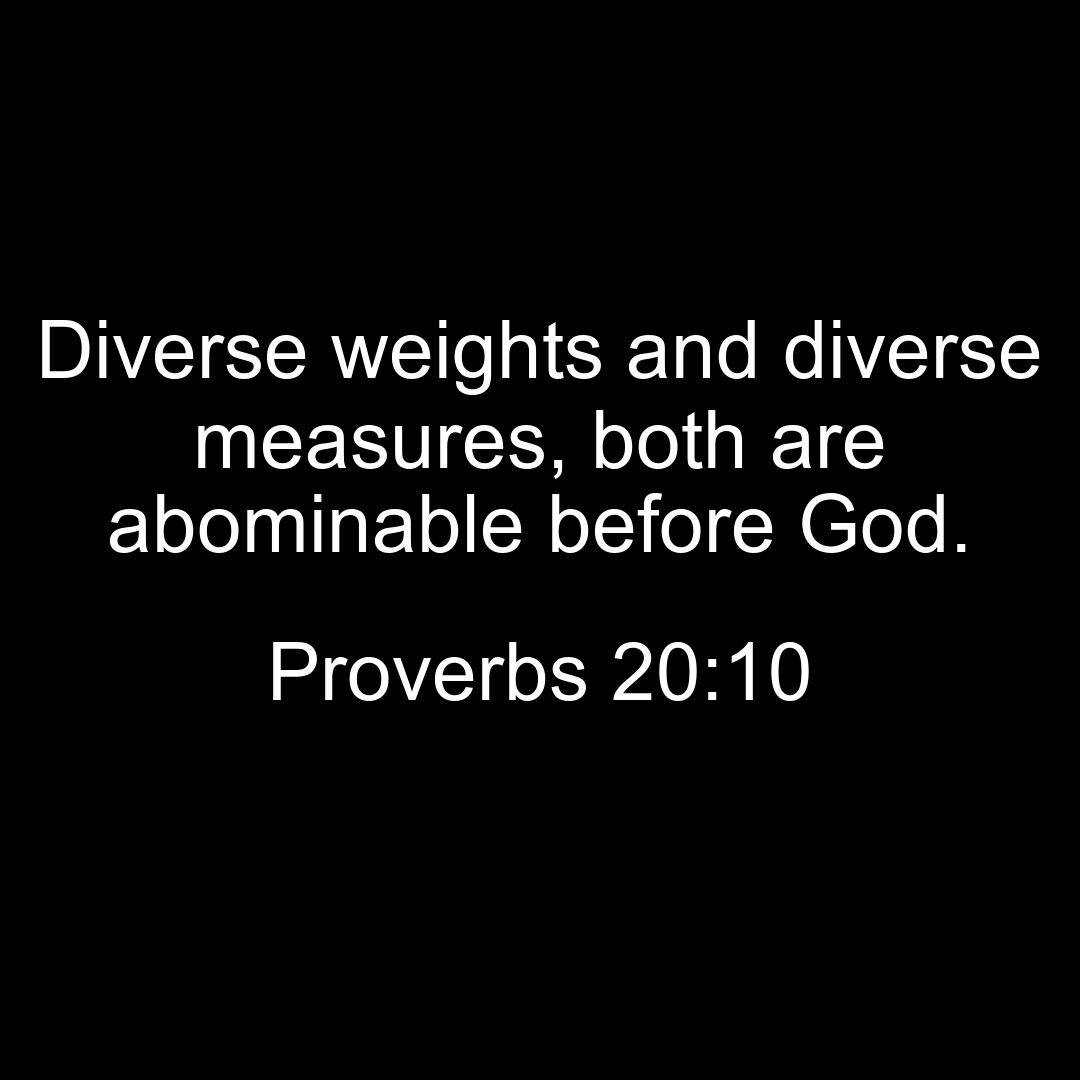 Diverse weights and diverse
measures, both are
abominable before God.
Proverbs 20:10